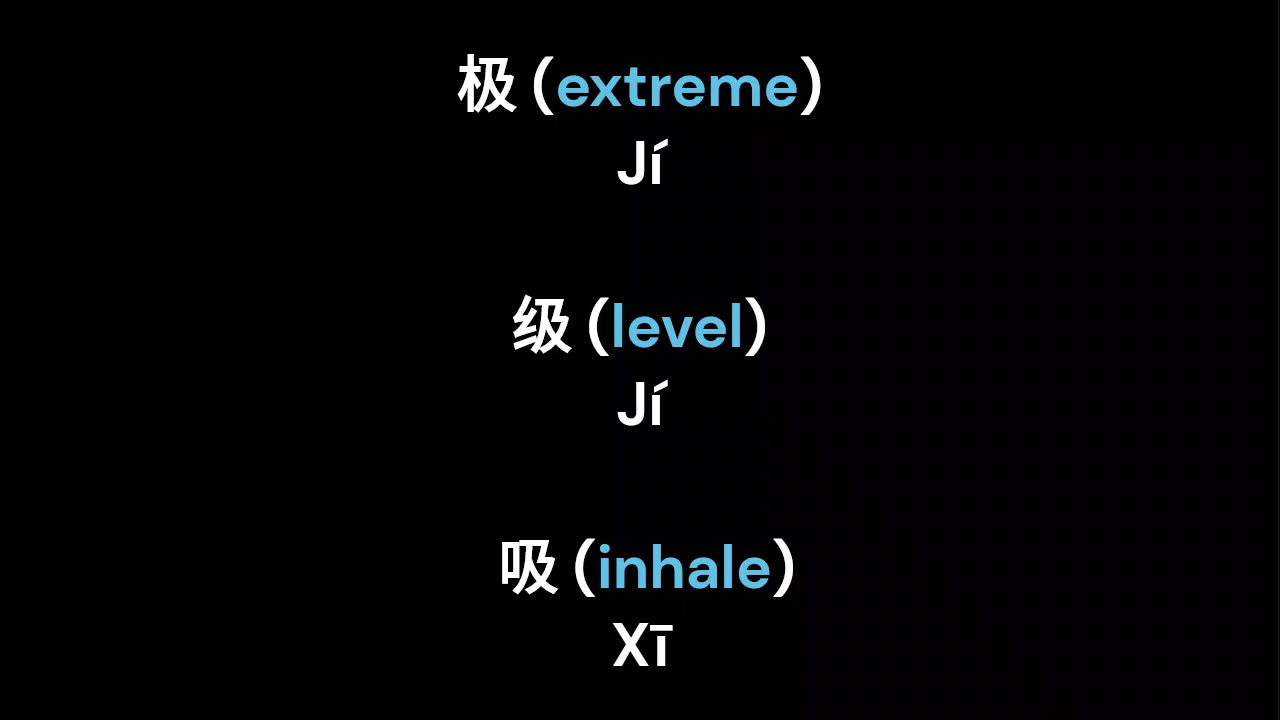 极 (extreme)
Jí
级 (level)
Jí
吸 (inhale)
Xī